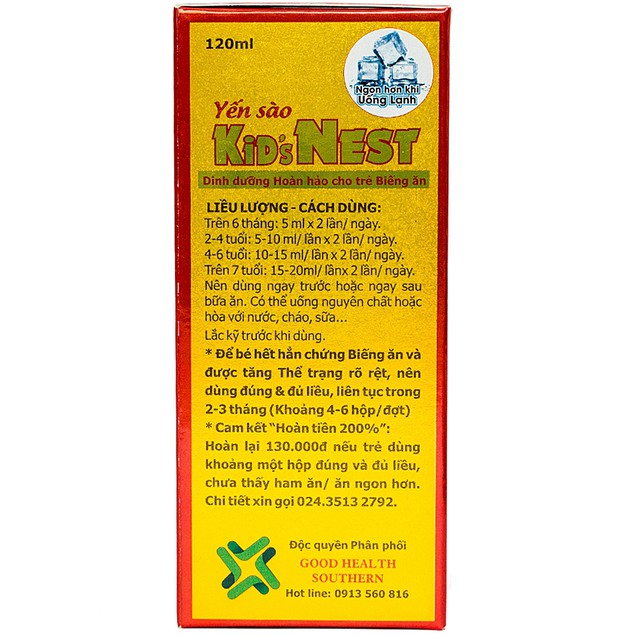 120ml
Ngon hơn khi
Uống Lạnh
Yến sào
KiD's NEST
Dinh dưỡng Hoàn hảo cho trẻ Biếng ăn
LIỀU LƯỢNG - CÁCH DÙNG:
Trên 6 tháng: 5 ml x 2 lần/ ngày.
2-4 tuổi: 5-10 ml/ lần x 2 lần/ ngày.
4-6 tuổi: 10-15 ml/ lần x 2 lần/ ngày.
Trên 7 tuổi: 15-20ml/ lầnx 2 lần/ ngày.
Nên dùng ngay trước hoặc ngay sau
bữa ăn. Có thể uống nguyên chất hoặc
hòa với nước, cháo, sữa...
Lắc kỹ trước khi dùng.
* Để bé hết hẳn chứng Biếng ăn và
được tăng Thể trạng rõ rệt, nên
dùng đúng & đủ liều, liên tục trong
2-3 tháng (Khoảng 4-6 hộp/đợt)
* Cam kết “Hoàn tiền 200%”:
Hoàn lại 130.000đ nếu trẻ dùng
khoảng một hộp đúng và đủ liều,
chưa thấy ham ăn/ ăn ngon hơn.
Chi tiết xin gọi 024.3513 2792.
Độc quyền Phân phối
GOOD HEALTH
SOUTHERN
Hot line: 0913 560 816